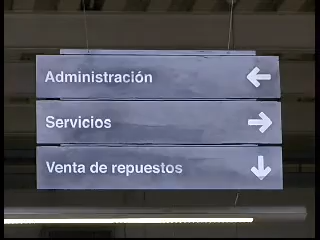 Administración ←
Servicios →
Venta de repuestos ↓